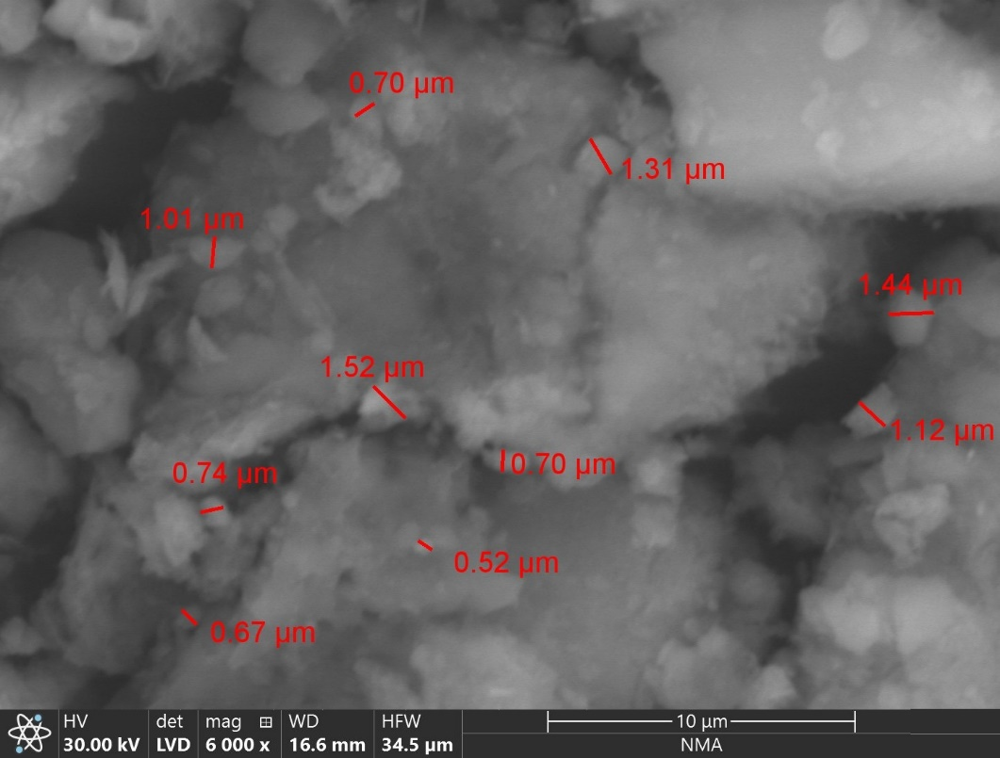 0.70 µm
1.31 µm
1.01 µm
1.44 µm
1.52 µm
1.12 µm
0.70 µm
0.74 µm
0.52 µm
0.67 µm
HV det mag WD HFW 10 µm
30.00 kV LVD 6 000 x 16.6 mm 34.5 µm NMA